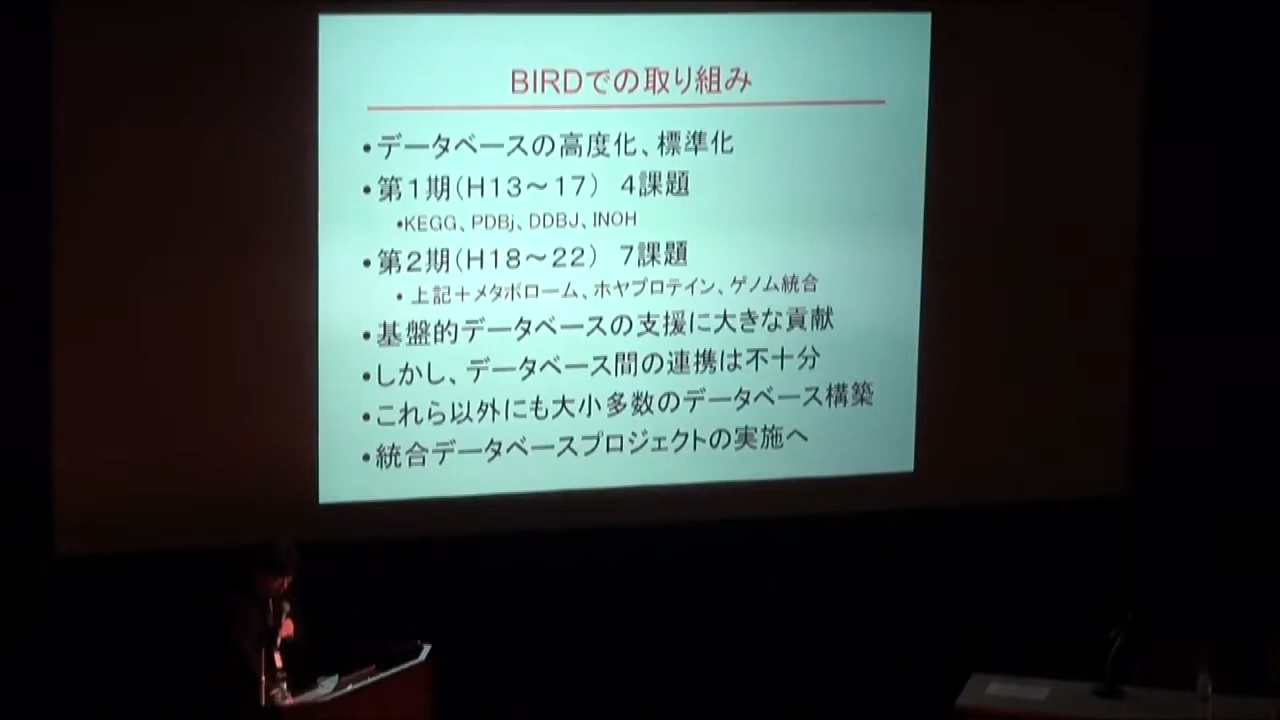 BIRDでの取り組み
•データベースの高度化、標準化
•第1期(H13～17) 4課題
•KEGG、PDBj、DDBJ、INOH
•第2期(H18～22) 7課題
•上記＋メタボローム、ホヤプロテイン、ゲノム統合
•基盤的データベースの支援に大きな貢献
•しかし、データベース間の連携は不十分
•これら以外にも大小多数のデータベース構築
•統合データベースプロジェクトの実施へ